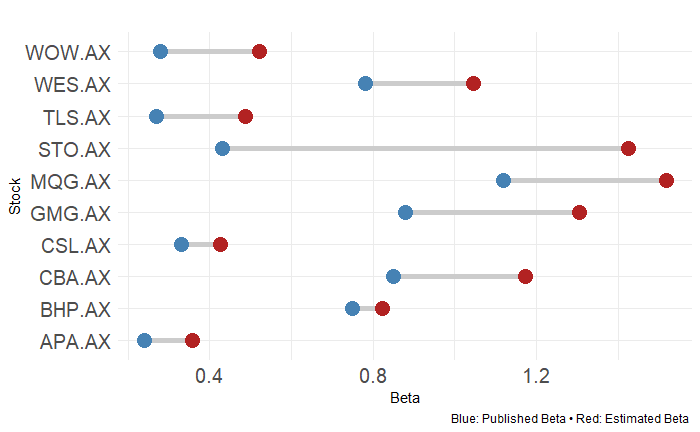 WOW.AX
WES.AX
TLS.AX
STO.AX
MQG.AX
GMG.AX
CSL.AX
CBA.AX
BHP.AX
APA.AX
Stock
0.4 0.8 1.2
Beta
Blue: Published Beta • Red: Estimated Beta